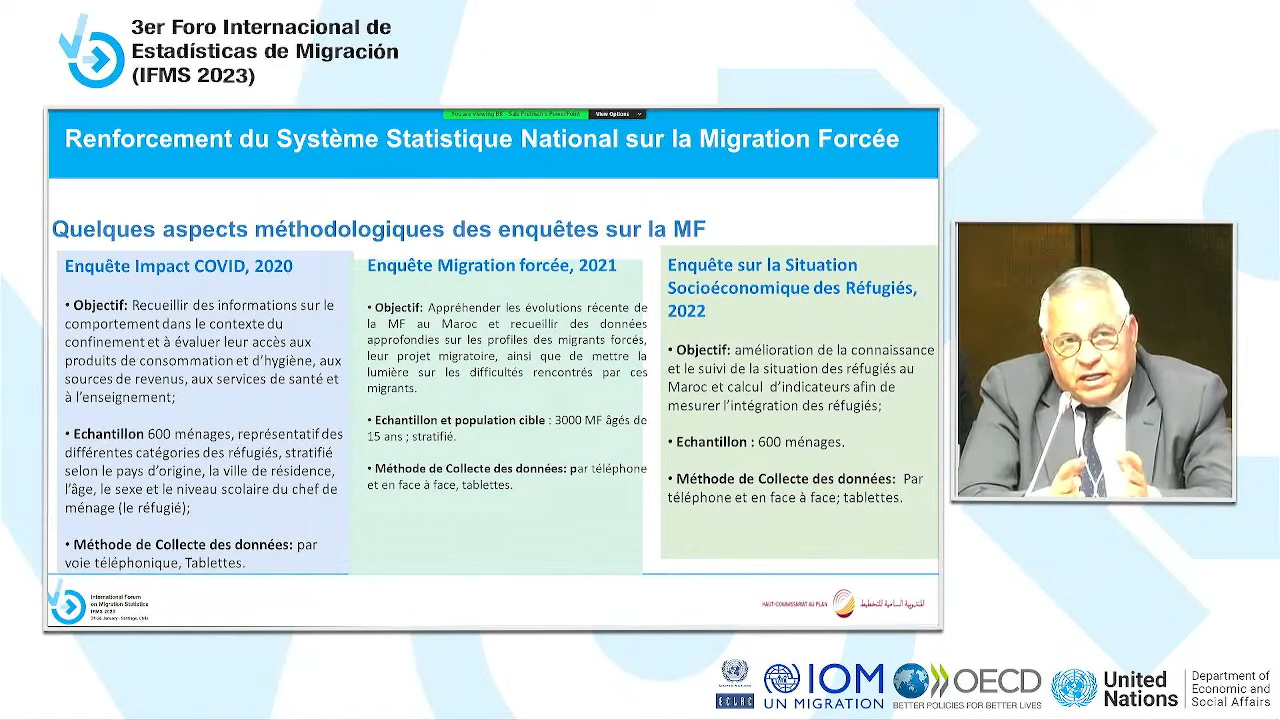 3er Foro Internacional de
Estadísticas de Migración
(IFMS 2023)
View Options
Renforcement du Système Statistique National sur la Migration Forcée
Quelques aspects méthodologiques des enquêtes sur la MF
Enquête Impact COVID, 2020
• Objectif: Recueillir des informations sur le
comportement dans le contexte du
confinement et à évaluer leur accès aux
produits de consommation et d’hygiène, aux
sources de revenus, aux services de santé et
à l’enseignement;
• Echantillon 600 ménages, représentatif des
différentes catégories des réfugiés, stratifié
selon le pays d’origine, la ville de résidence,
l’âge, le sexe et le niveau scolaire du chef de
ménage (le réfugié);
• Méthode de Collecte des données: par
voie téléphonique, Tablettes.
Enquête Migration forcée, 2021
• Objectif: Appréhender les évolutions récente de
la MF au Maroc et recueillir des données
approfondies sur les profiles des migrants forcés,
leur projet migratoire, ainsi que de mettre la
lumière sur les difficultés rencontrés par ces
migrants.
• Echantillon et population cible : 3000 MF âgés de
15 ans ; stratifié.
• Méthode de Collecte des données: par téléphone
et en face à face, tablettes.
Enquête sur la Situation
Socioéconomique des Réfugiés,
2022
• Objectif: amélioration de la connaissance
et le suivi de la situation des réfugiés au
Maroc et calcul d’indicateurs afin de
mesurer l’intégration des réfugiés;
• Echantillon : 600 ménages.
• Méthode de Collecte des données: Par
téléphone et en face à face; tablettes.
International Forum
on Migration Statistics
IFMS 2023
HAUT-COMMISSARIAT AU PLAN
المندوبية السامية للتخطيط
UNITED NATIONS
ECLAC
IOM
UN MIGRATION
OECD
BETTER POLICIES FOR BETTER LIVES
United
Nations
Department of
Economic and
Social Affairs